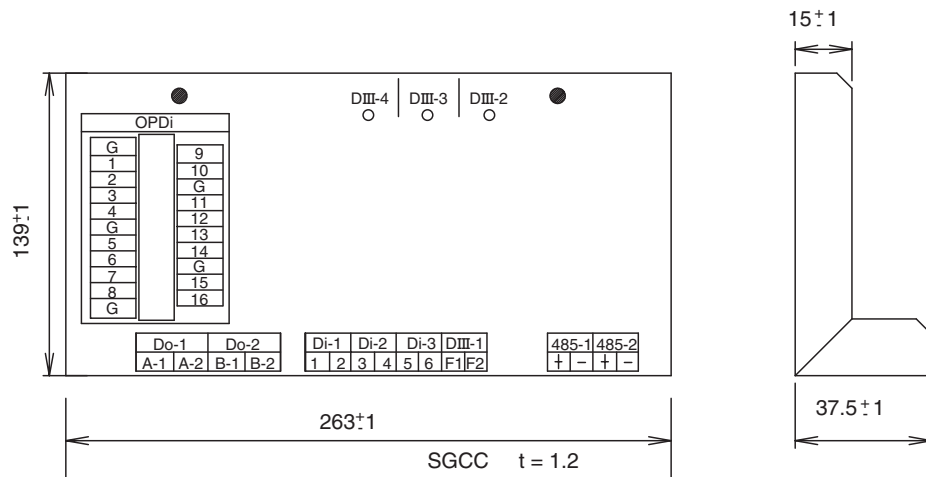 15±1
DIII-4 DIII-3 DIII-2
OPDi
G
1
2
3
4
G
5
6
7
8
G
9
10
G
11
12
13
14
G
15
16
139±1
Do-1 Do-2
A-1 A-2 B-1 B-2
Di-1 Di-2 Di-3 DIII-1
1 2 3 4 5 6 F1 F2
485-1 485-2
+ − + −
263±1
37.5±1
SGCC t = 1.2